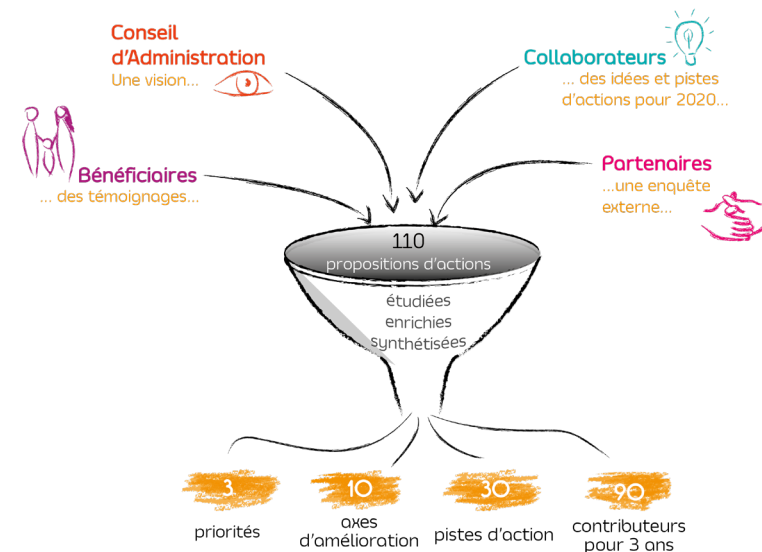 Conseil
d'Administration
Une vision...
Collaborateurs
... des idées et pistes
d'actions pour 2020...
Bénéficiaires
... des témoignages...
Partenaires
...une enquête
externe...
110
propositions d'actions
étudiées
enrichies
synthétisées
3
priorités
10
axes
d'amélioration
30
pistes d'action
90
contributeurs
pour 3 ans